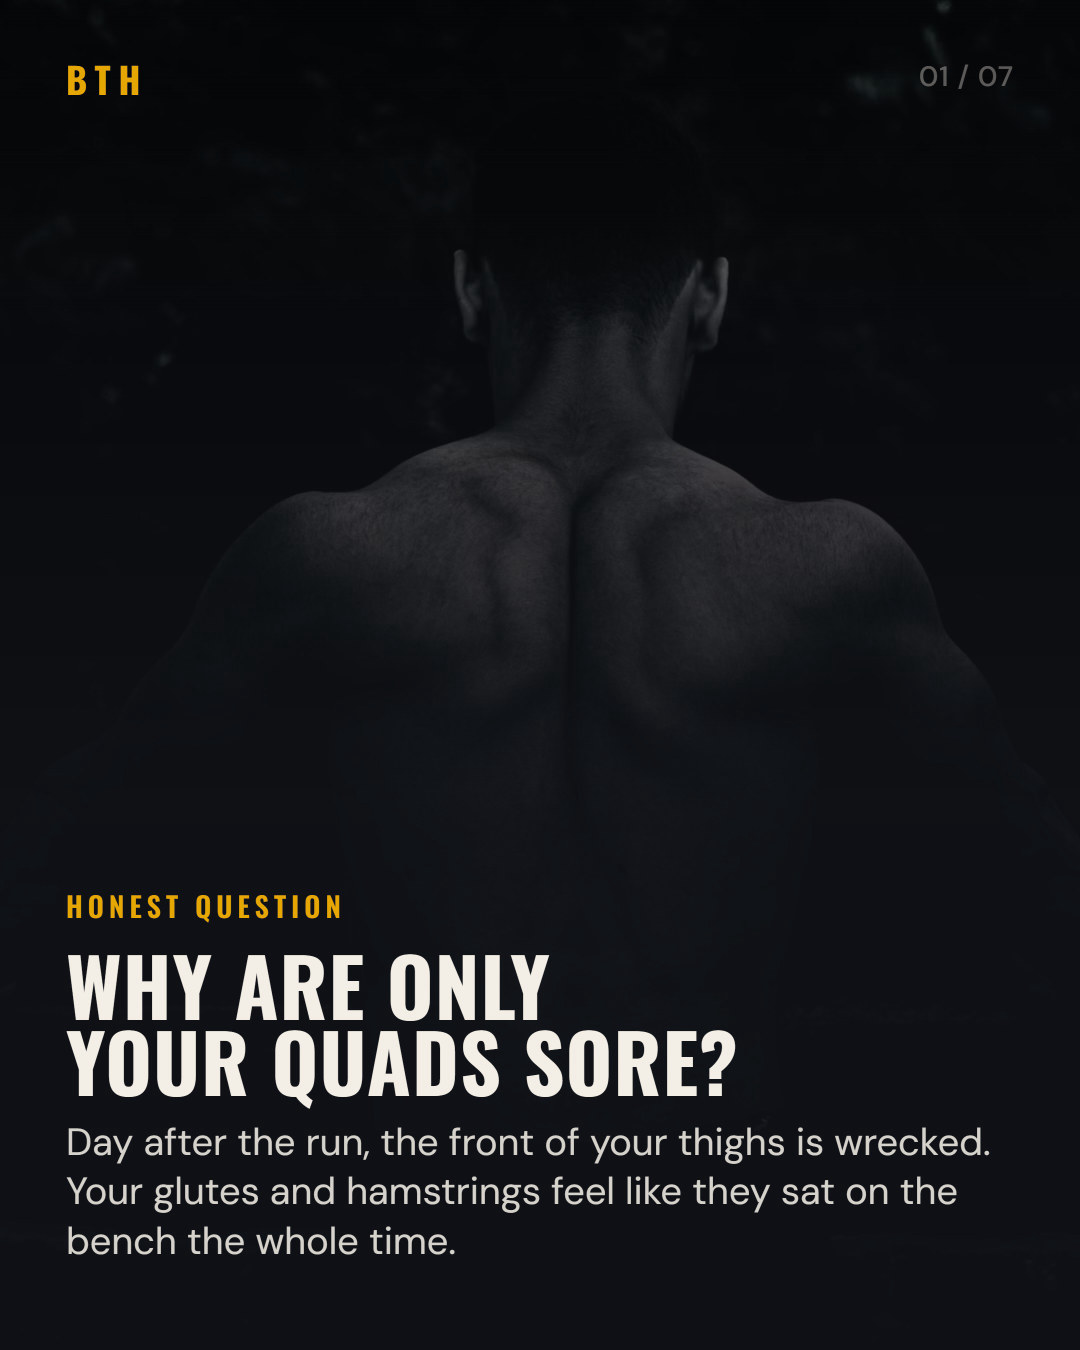 BTH
01 / 07
HONEST QUESTION
WHY ARE ONLY
YOUR QUADS SORE?
Day after the run, the front of your thighs is wrecked.
Your glutes and hamstrings feel like they sat on the
bench the whole time.